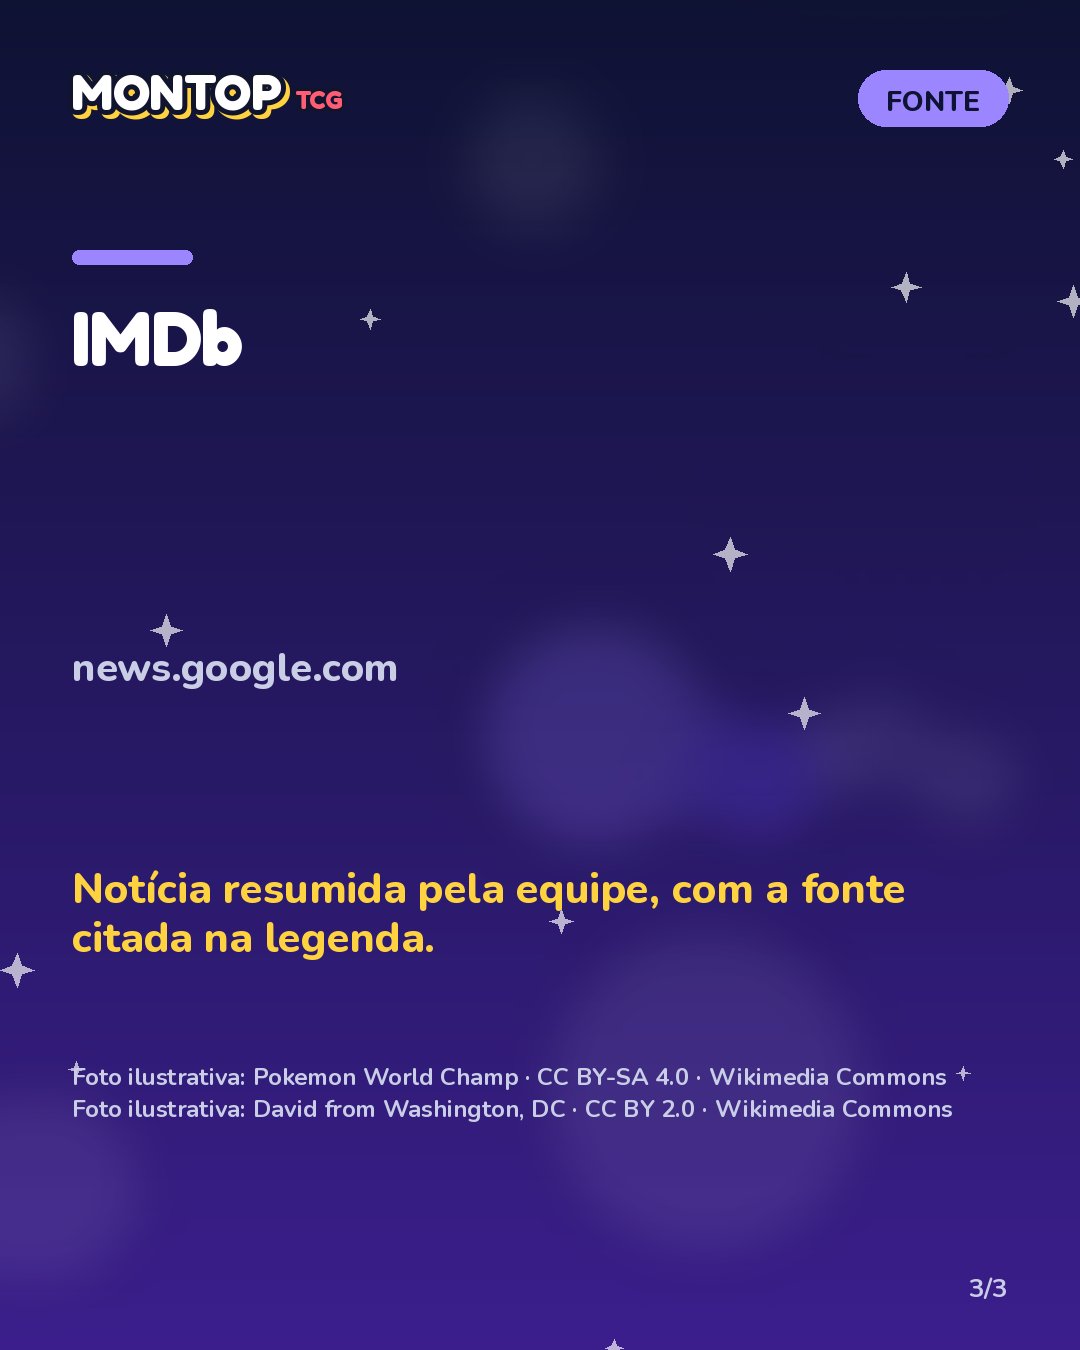 MONTOP TCG
FONTE
IMDb
news.google.com
Notícia resumida pela equipe, com a fonte
citada na legenda.
Foto ilustrativa: Pokemon World Champ · CC BY-SA 4.0 · Wikimedia Commons
Foto ilustrativa: David from Washington, DC · CC BY 2.0 · Wikimedia Commons
3/3